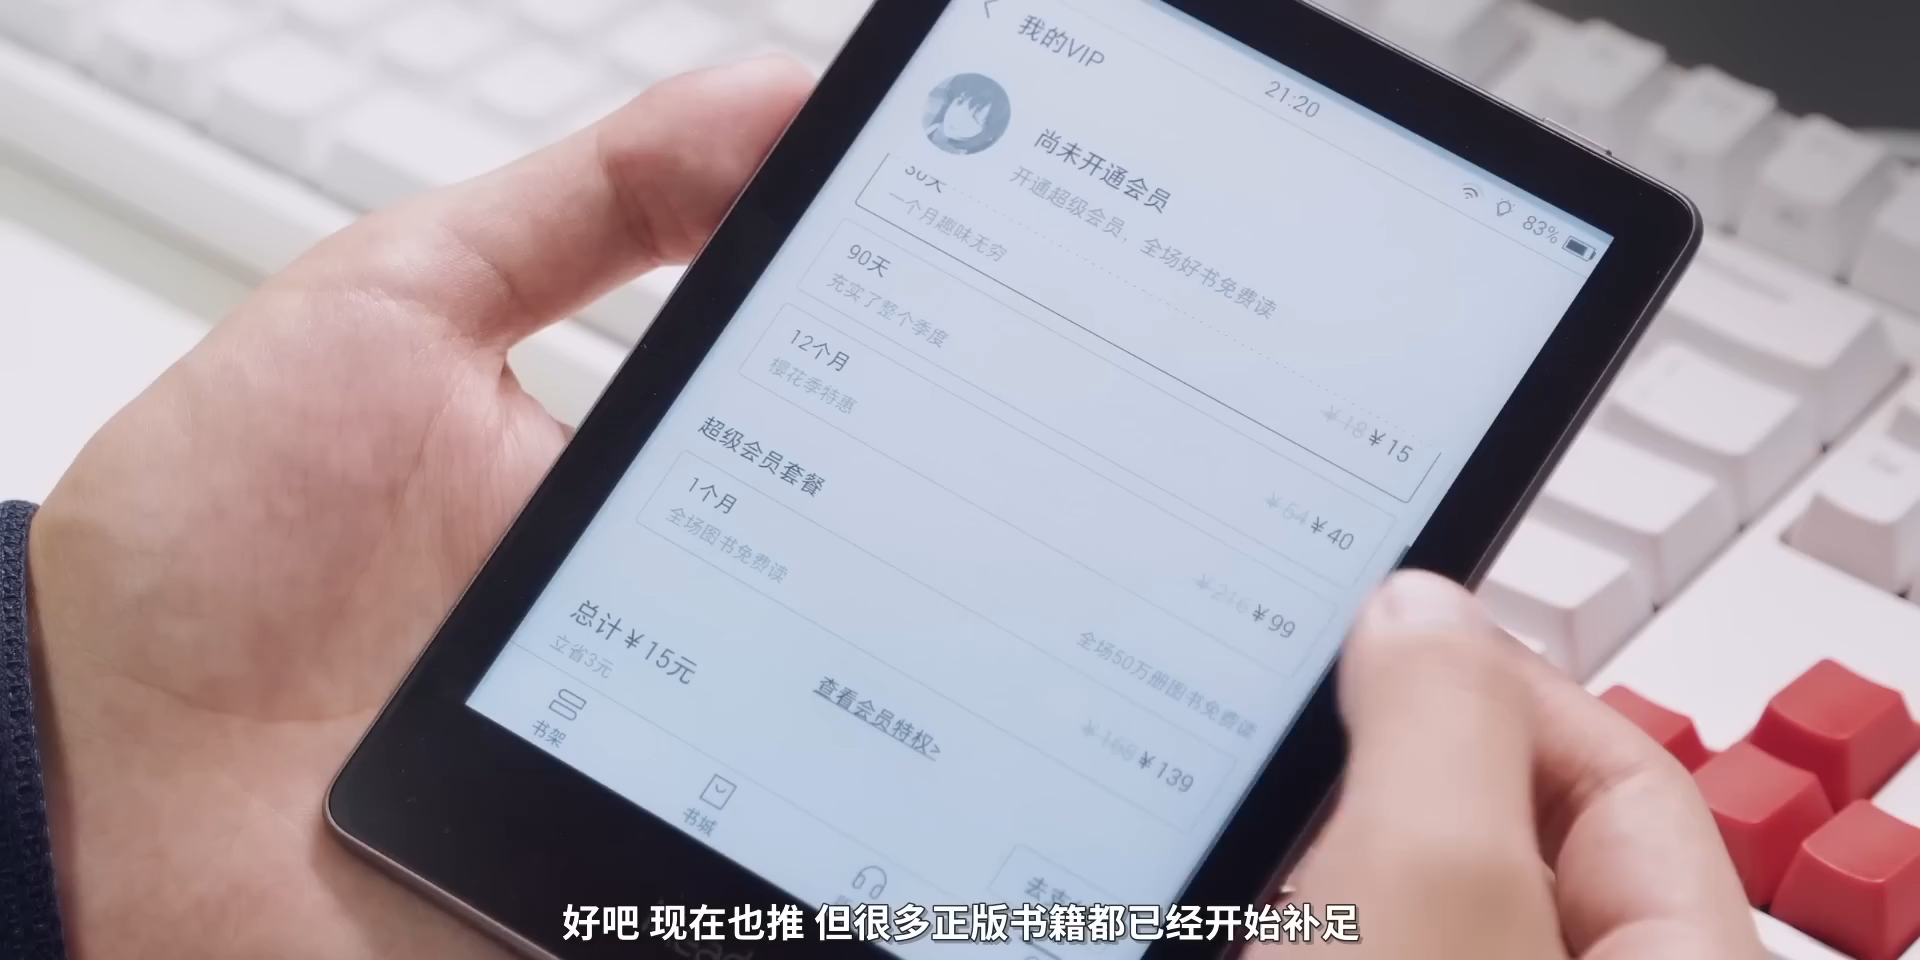 我的VIP
21:20
83%
尚未开通会员
开通超级会员，全场好书免费读
30天
一个月趣味无穷
¥18 ¥15
90天
充实了整个季度
¥54 ¥40
12个月
樱花季特惠
¥216 ¥99
超级会员套餐
全场50万册图书免费读
1个月
全场图书免费读
¥168 ¥139
总计¥15元
立省3元
查看会员特权>
书架
书城
好吧 现在也推 但很多正版书籍都已经开始补足